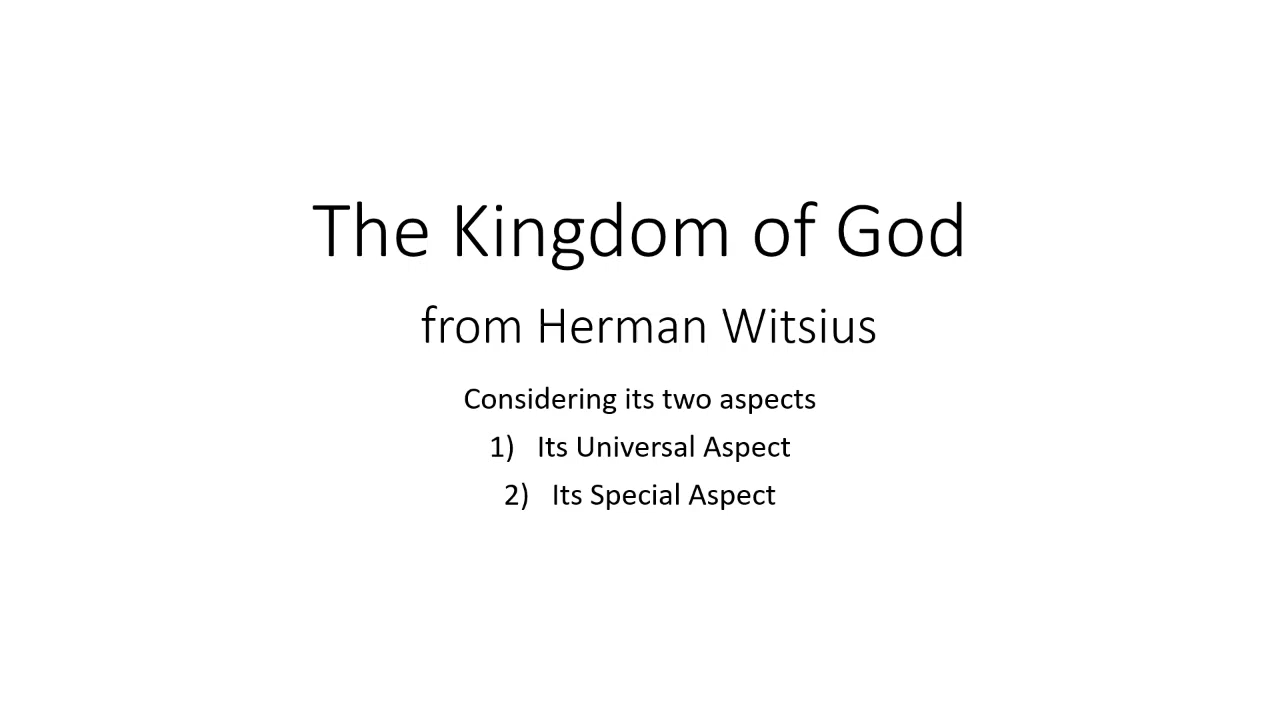 The Kingdom of God
from Herman Witsius
Considering its two aspects
1) Its Universal Aspect
2) Its Special Aspect